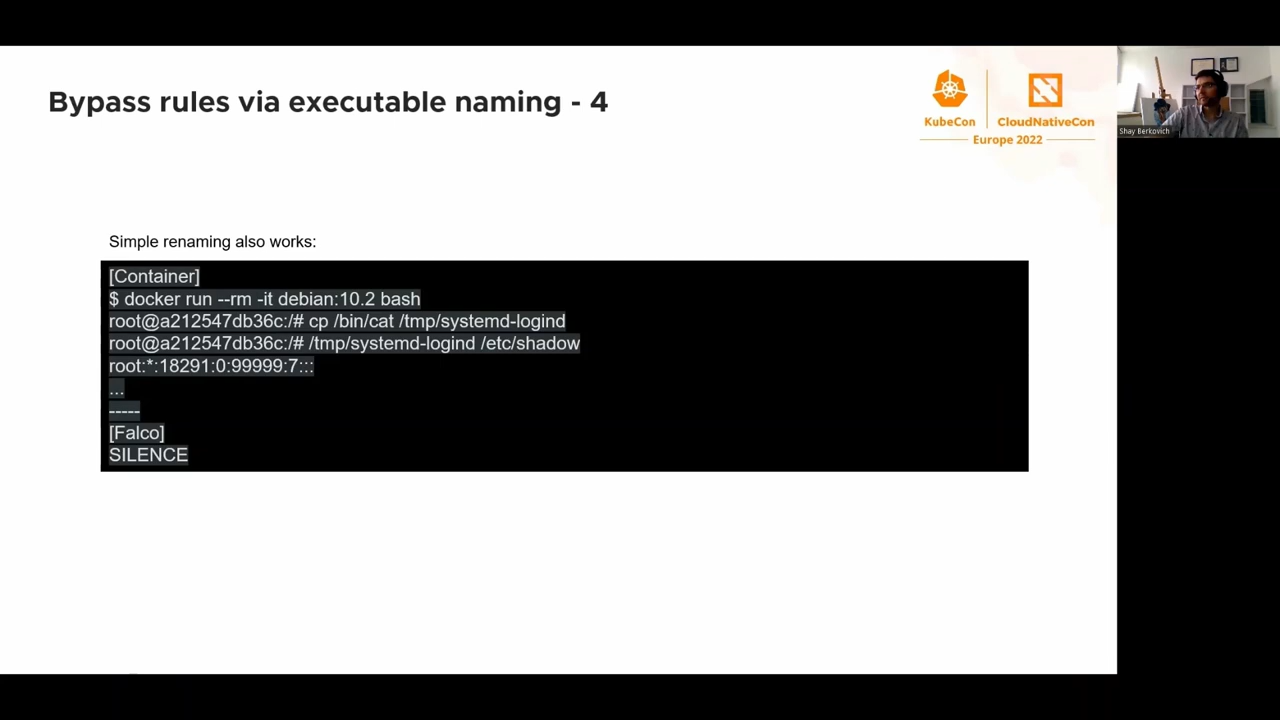 Bypass rules via executable naming - 4
KubeCon
CloudNativeCon
Europe 2022
Shay Berkovich
Simple renaming also works:
[Container]
$ docker run --rm -it debian:10.2 bash
root@a212547db36c:/# cp /bin/cat /tmp/systemd-logind
root@a212547db36c:/# /tmp/systemd-logind /etc/shadow
root:*:18291:0:99999:7:::
...
-----
[Falco]
SILENCE